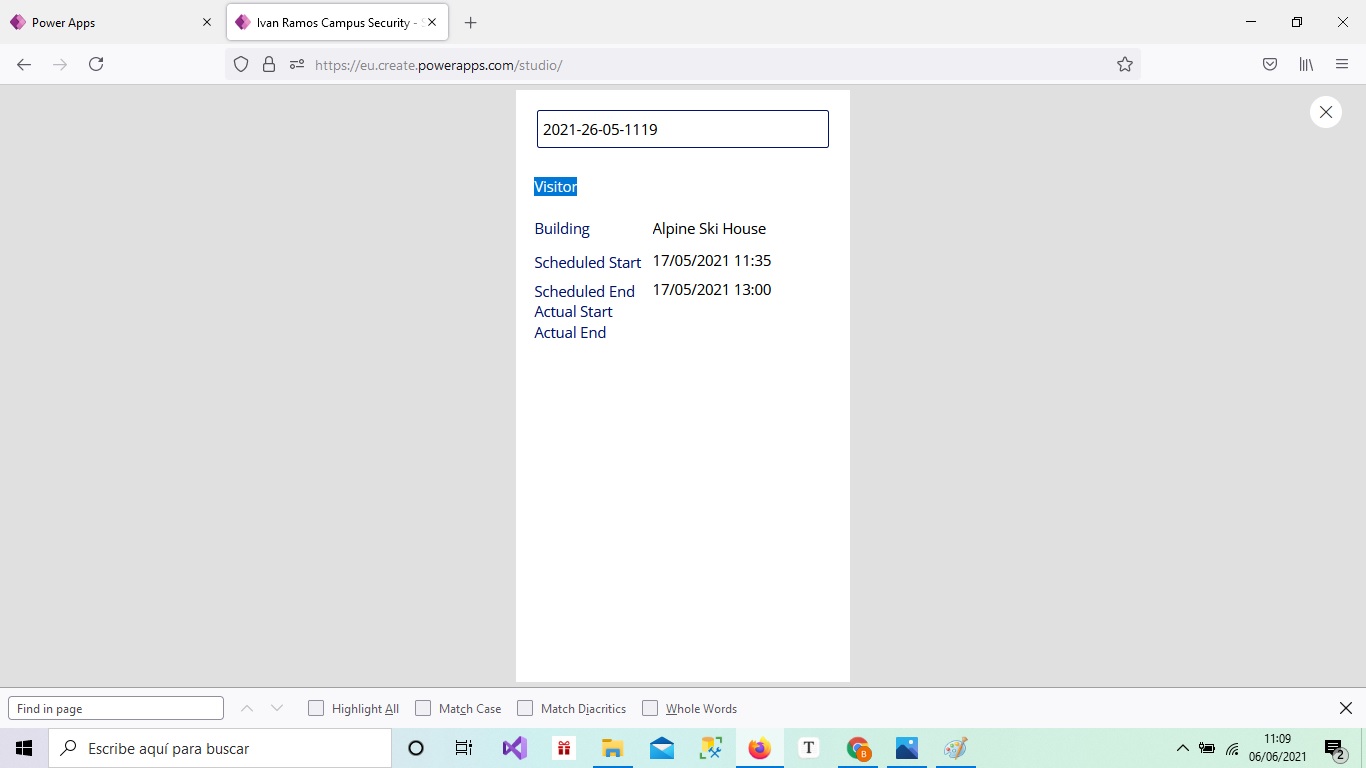 Power Apps
Ivan Ramos Campus Security -
https://eu.create.powerapps.com/studio/
2021-26-05-1119
Visitor
Building Alpine Ski House
Scheduled Start 17/05/2021 11:35
Scheduled End 17/05/2021 13:00
Actual Start
Actual End
Find in page Highlight All Match Case Match Diacritics Whole Words
Escribe aquí para buscar
T
B
11:09
06/06/2021
2